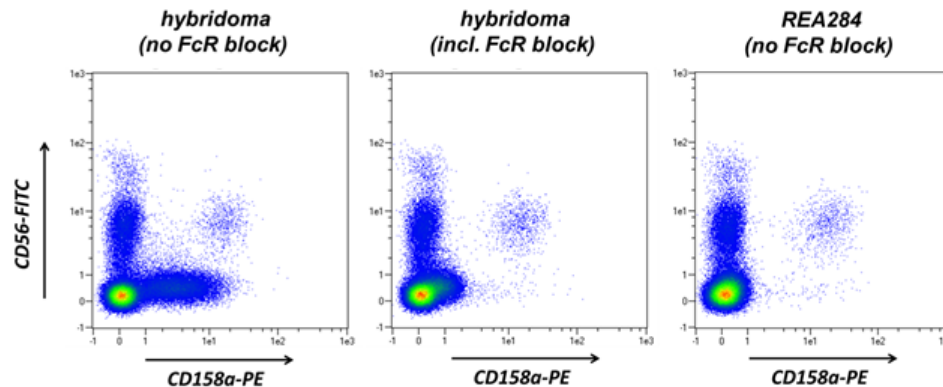 hybridoma
(no FcR block)
hybridoma
(incl. FcR block)
REA284
(no FcR block)
CD56-FITC
1e3
1e2
1e1
1
0
-1
-1 0 1 1e1 1e2 1e3
CD158a-PE
1e3
1e2
1e1
1
0
-1
-1 0 1 1e1 1e2 1e3
CD158a-PE
1e3
1e2
1e1
1
0
-1
-1 0 1 1e1 1e2 1e3
CD158a-PE